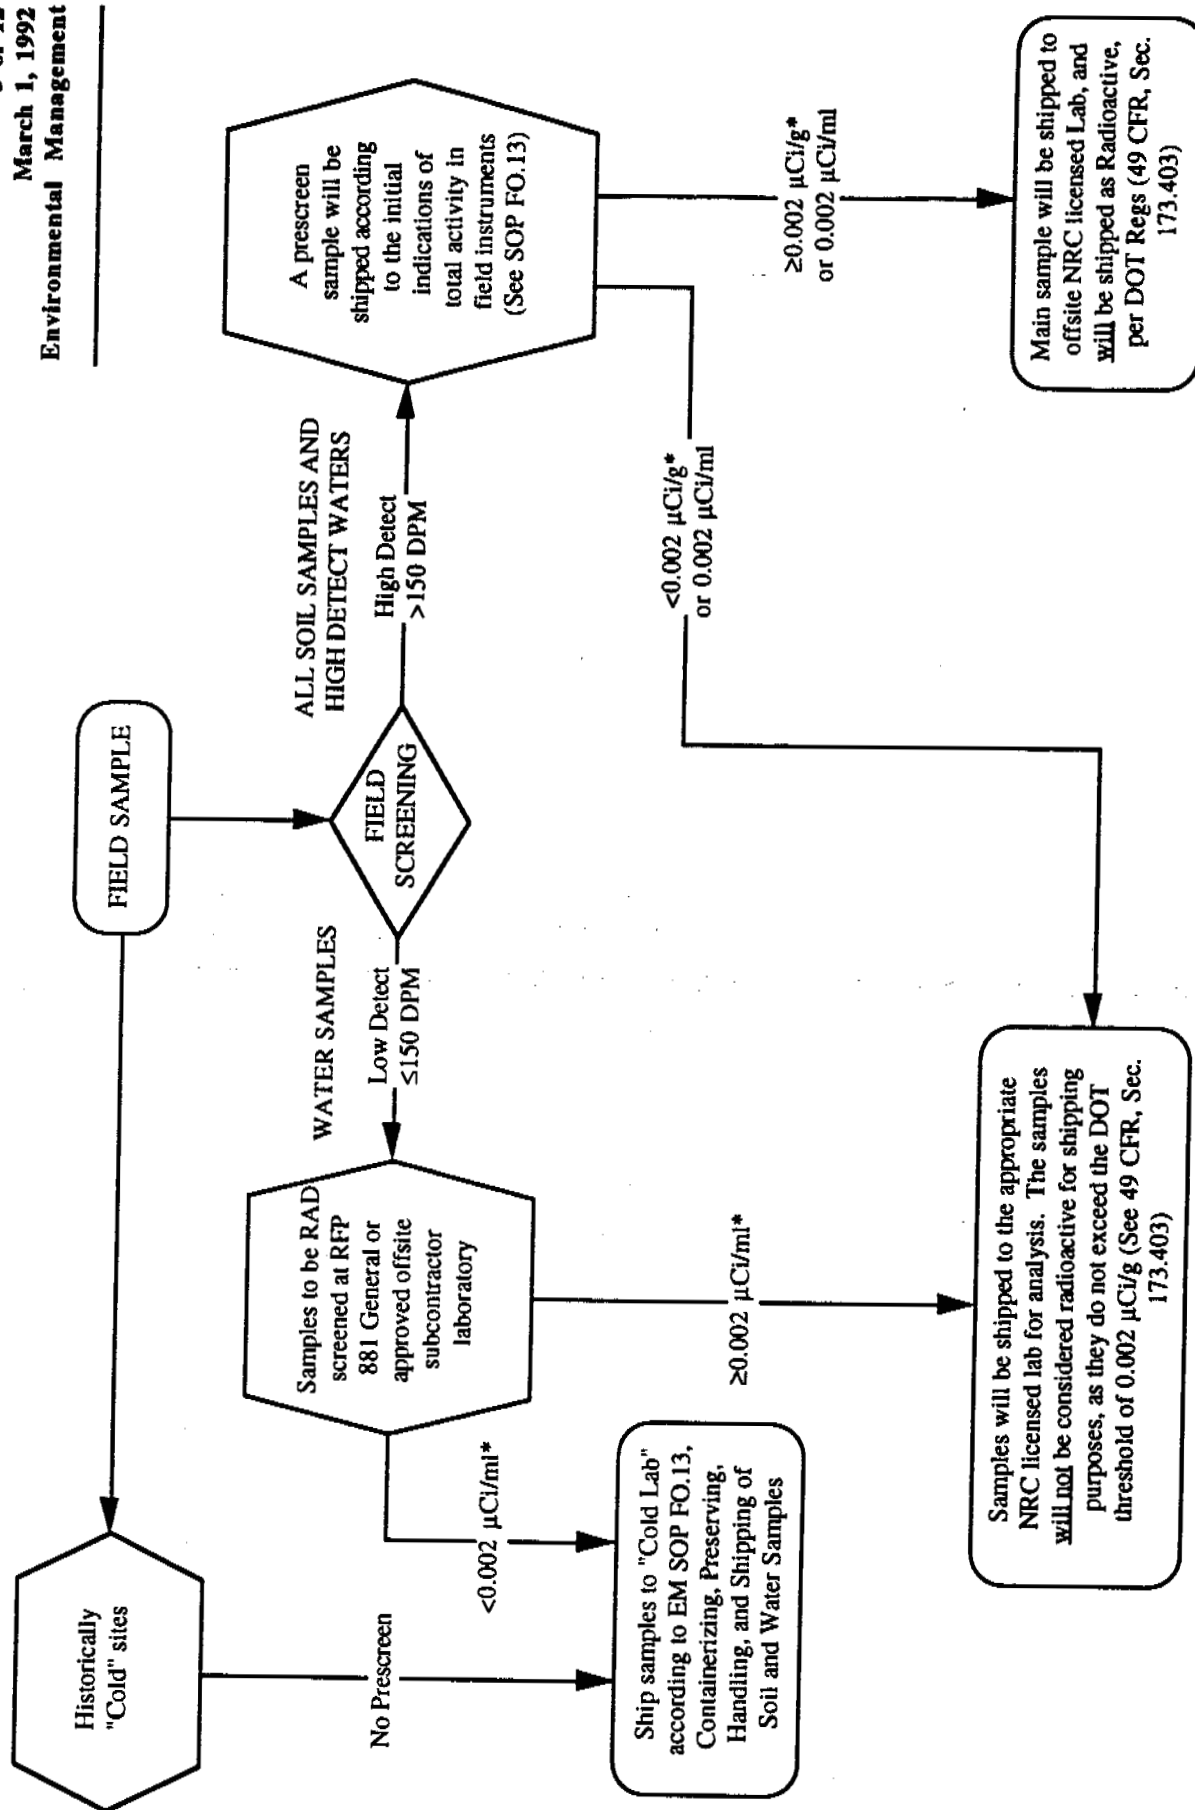 March 1, 1992
Environmental Management
FIELD SAMPLE
Historically
"Cold" sites
FIELD
SCREENING
WATER SAMPLES
Low Detect
≤150 DPM
ALL SOIL SAMPLES AND
HIGH DETECT WATERS
High Detect
>150 DPM
A prescreen
sample will be
shipped according
to the initial
indications of
total activity in
field instruments
(See SOP FO.13)
Samples to be RAD
screened at RFP
881 General or
approved offsite
subcontractor
laboratory
No Prescreen
<0.002 µCi/ml*
≥0.002 µCi/ml*
<0.002 µCi/g*
or 0.002 µCi/ml
≥0.002 µCi/g*
or 0.002 µCi/ml
Ship samples to "Cold Lab"
according to EM SOP FO.13,
Containerizing, Preserving,
Handling, and Shipping of
Soil and Water Samples
Samples will be shipped to the appropriate
NRC licensed lab for analysis. The samples
will not be considered radioactive for shipping
purposes, as they do not exceed the DOT
threshold of 0.002 µCi/g (See 49 CFR, Sec.
173.403)
Main sample will be shipped to
offsite NRC licensed Lab, and
will be shipped as Radioactive,
per DOT Regs (49 CFR, Sec.
173.403)